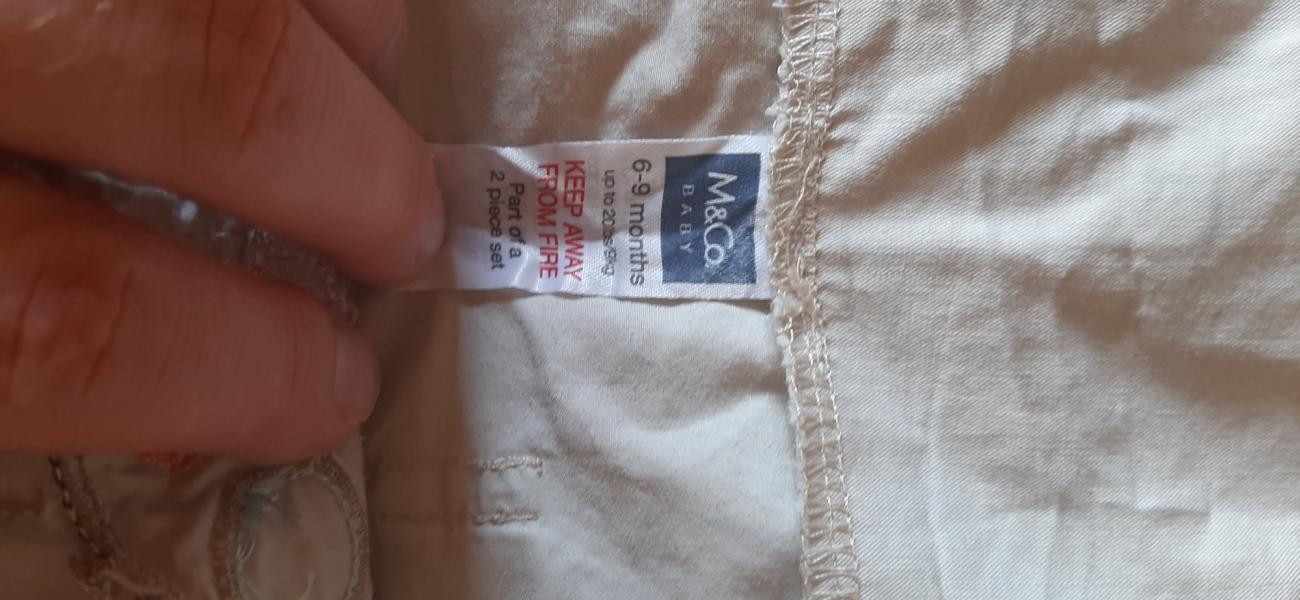 M&Co
BABY
6-9 months
up to 20lbs/9kg
KEEP AWAY
FROM FIRE
Part of a
2 piece set